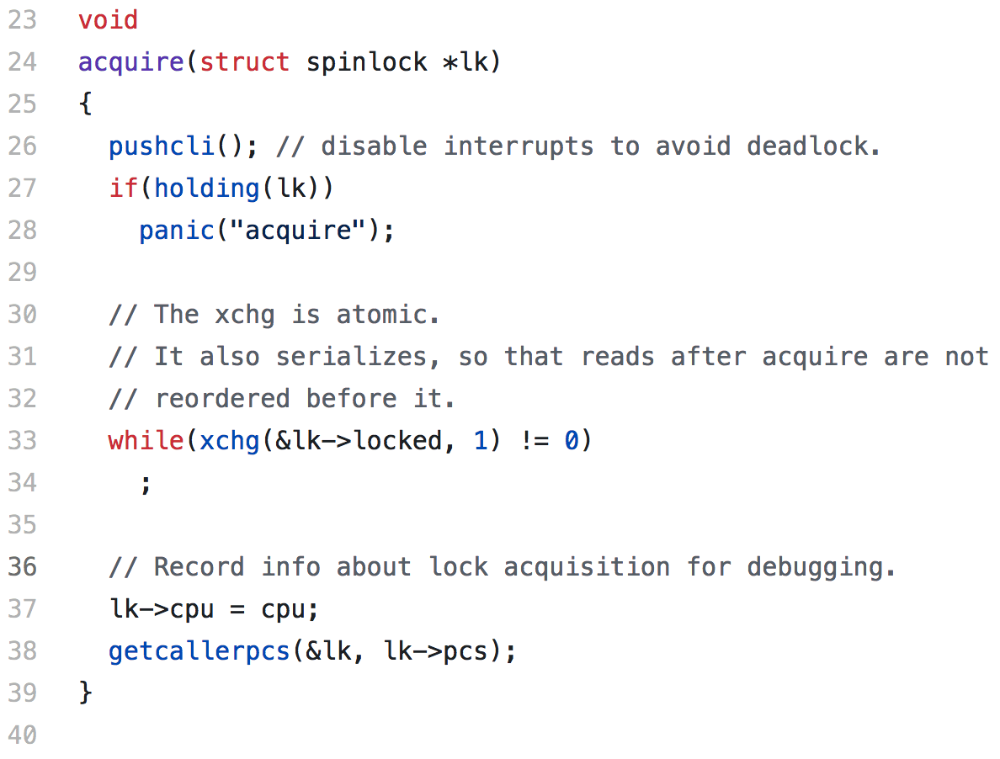 23 void
24 acquire(struct spinlock *lk)
25 {
26   pushcli(); // disable interrupts to avoid deadlock.
27   if(holding(lk))
28     panic("acquire");
29
30   // The xchg is atomic.
31   // It also serializes, so that reads after acquire are not
32   // reordered before it.
33   while(xchg(&lk->locked, 1) != 0)
34     ;
35
36   // Record info about lock acquisition for debugging.
37   lk->cpu = cpu;
38   getcallerpcs(&lk, lk->pcs);
39 }
40